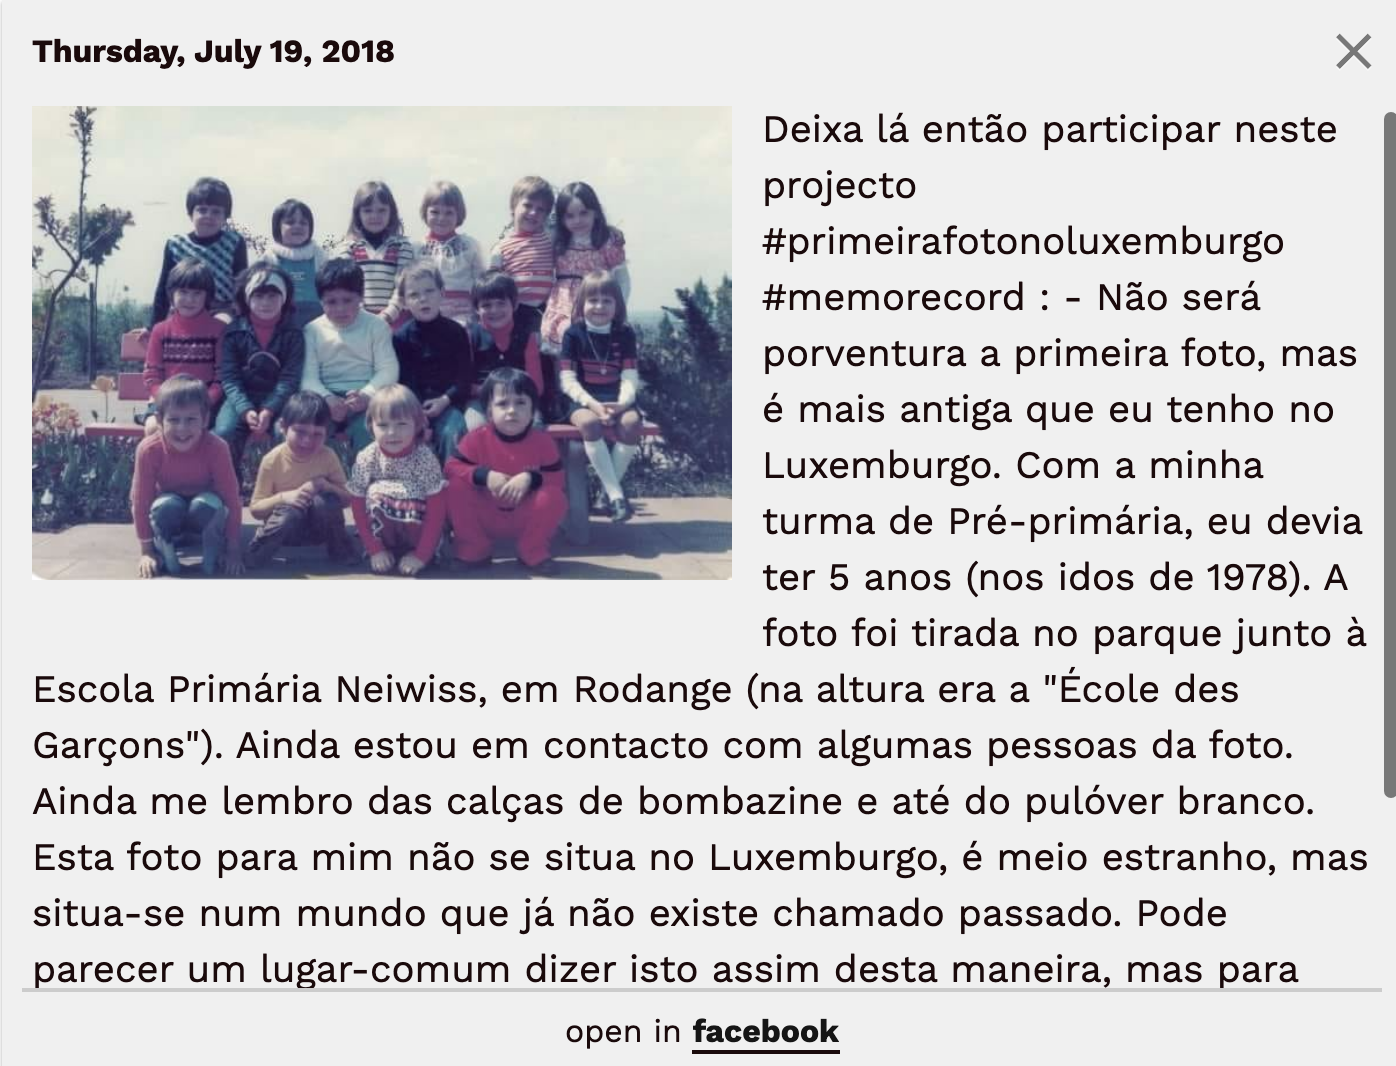 Thursday, July 19, 2018
Deixa lá então participar neste
projecto
#primeirafotonoluxemburgo
#memorecord : - Não será
porventura a primeira foto, mas
é mais antiga que eu tenho no
Luxemburgo. Com a minha
turma de Pré-primária, eu devia
ter 5 anos (nos idos de 1978). A
foto foi tirada no parque junto à
Escola Primária Neiwiss, em Rodange (na altura era a "École des
Garçons"). Ainda estou em contacto com algumas pessoas da foto.
Ainda me lembro das calças de bombazine e até do pulóver branco.
Esta foto para mim não se situa no Luxemburgo, é meio estranho, mas
situa-se num mundo que já não existe chamado passado. Pode
parecer um lugar-comum dizer isto assim desta maneira, mas para
open in facebook